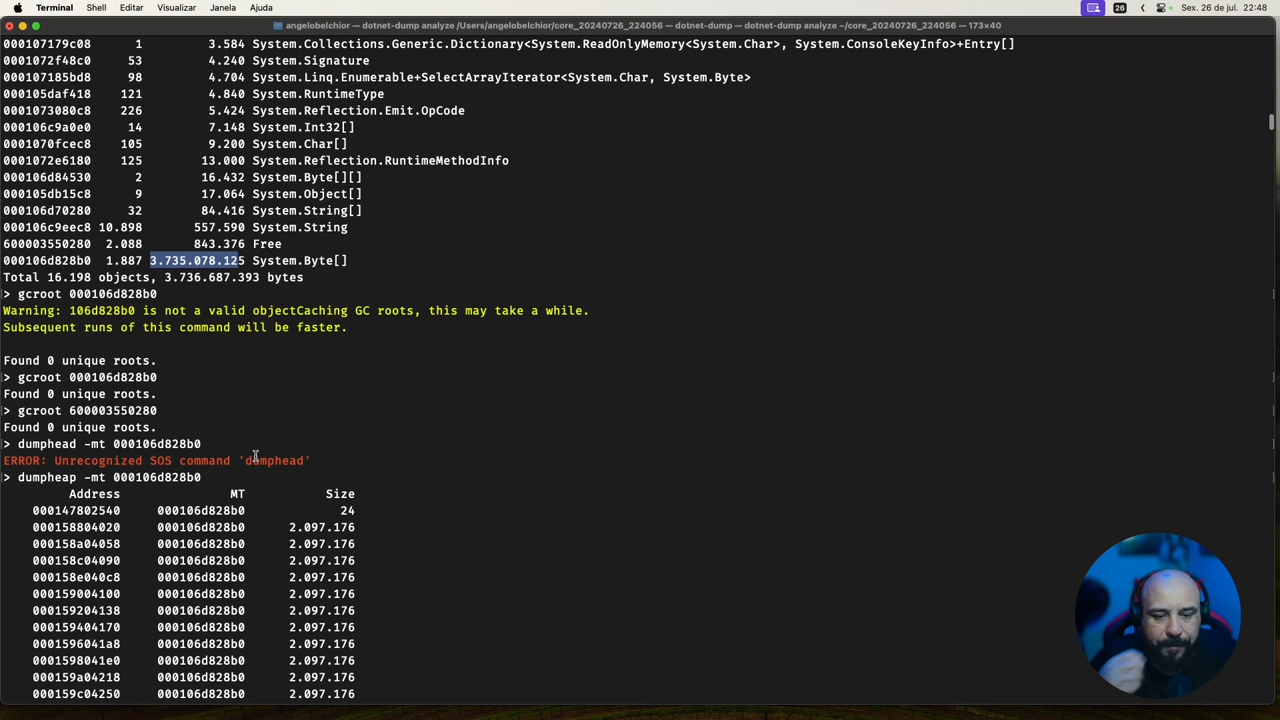 Terminal Shell Editar Visualizar Janela Ajuda 26 Sex. 26 de jul. 22:48
angelobelchior — dotnet-dump analyze /Users/angelobelchior/core_20240726_224056 — dotnet-dump — dotnet-dump analyze ~/core_20240726_224056 — 173×40
000107179c08 1 3.584 System.Collections.Generic.Dictionary<System.ReadOnlyMemory<System.Char>, System.ConsoleKeyInfo>+Entry[]
0001072f48c0 53 4.240 System.Signature
000107185bd8 98 4.704 System.Linq.Enumerable+SelectArrayIterator<System.Char, System.Byte>
000105daf418 121 4.840 System.RuntimeType
0001073080c8 226 5.424 System.Reflection.Emit.OpCode
000106c9a0e0 14 7.148 System.Int32[]
0001070fcec8 105 9.200 System.Char[]
0001072e6180 125 13.000 System.Reflection.RuntimeMethodInfo
000106d84530 2 16.432 System.Byte[][]
000105db15c8 9 17.064 System.Object[]
000106d70280 32 84.416 System.String[]
000106c9eec8 10.898 557.590 System.String
600003550280 2.088 843.376 Free
000106d828b0 1.887 3.735.078.125 System.Byte[]
Total 16.198 objects, 3.736.687.393 bytes
> gcroot 000106d828b0
Warning: 106d828b0 is not a valid objectCaching GC roots, this may take a while.
Subsequent runs of this command will be faster.
Found 0 unique roots.
> gcroot 000106d828b0
Found 0 unique roots.
> gcroot 600003550280
Found 0 unique roots.
> dumphead -mt 000106d828b0
ERROR: Unrecognized SOS command 'dumphead'
> dumpheap -mt 000106d828b0
Address MT Size
000147802540 000106d828b0 24
000158804020 000106d828b0 2.097.176
000158a04058 000106d828b0 2.097.176
000158c04090 000106d828b0 2.097.176
000158e040c8 000106d828b0 2.097.176
000159004100 000106d828b0 2.097.176
000159204138 000106d828b0 2.097.176
000159404170 000106d828b0 2.097.176
0001596041a8 000106d828b0 2.097.176
0001598041e0 000106d828b0 2.097.176
000159a04218 000106d828b0 2.097.176
000159c04250 000106d828b0 2.097.176